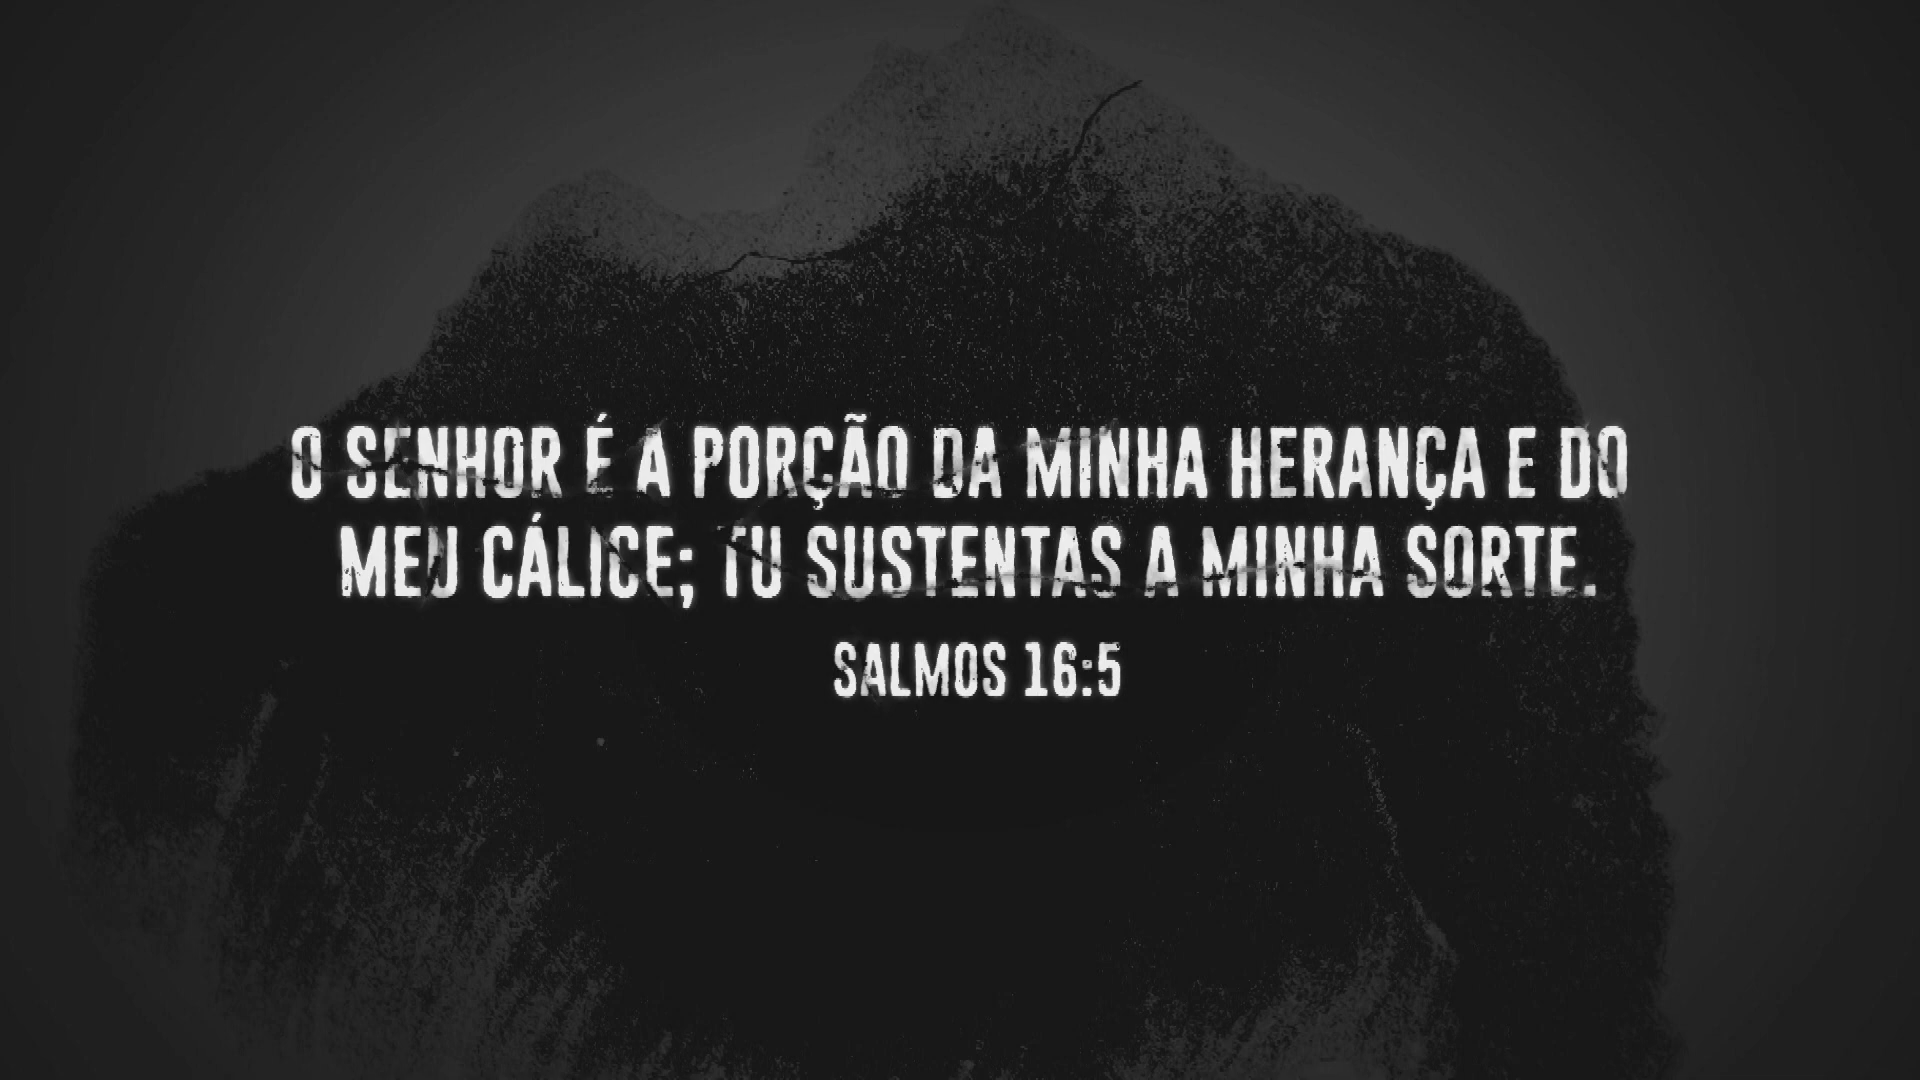 O SENHOR É A PORÇÃO DA MINHA HERANÇA E DO
MEU CÁLICE; TU SUSTENTAS A MINHA SORTE.
SALMOS 16:5